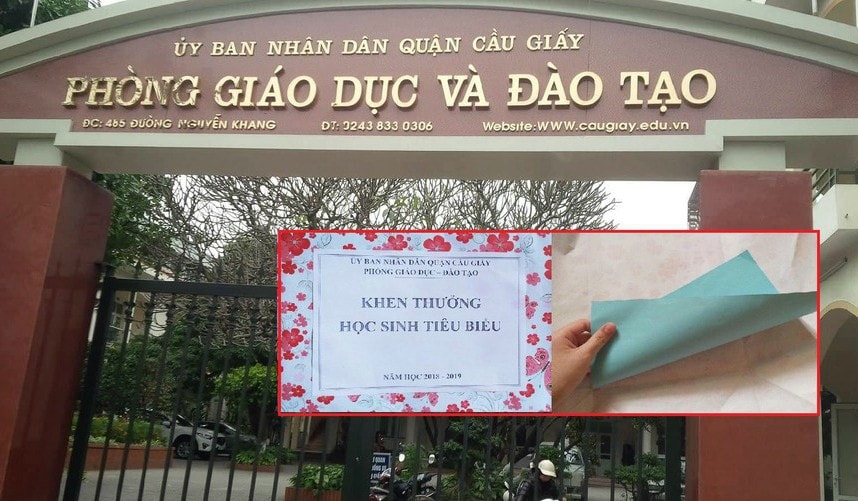 ỦY BAN NHÂN DÂN QUẬN CẦU GIẤY
PHÒNG GIÁO DỤC VÀ ĐÀO TẠO
ĐC: 465 ĐƯỜNG NGUYỄN KHANG ĐT: 0243 833 0306 Website:WWW.caugiay.edu.vn
ỦY BAN NHÂN DÂN QUẬN CẦU GIẤY
PHÒNG GIÁO DỤC – ĐÀO TẠO
KHEN THƯỞNG
HỌC SINH TIÊU BIỂU
NĂM HỌC 2018 - 2019